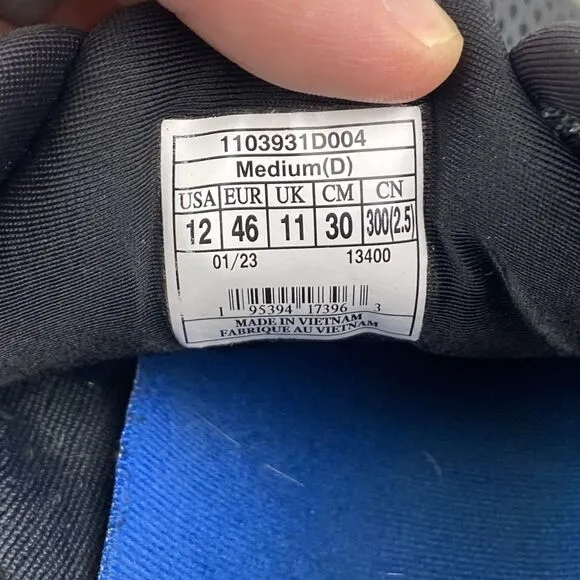 1103931D004
Medium(D)
USA EUR UK CM CN
12 46 11 30 300(2.5)
01/23 13400
1 95394 17396 3
MADE IN VIETNAM
FABRIQUE AU VIETNAM